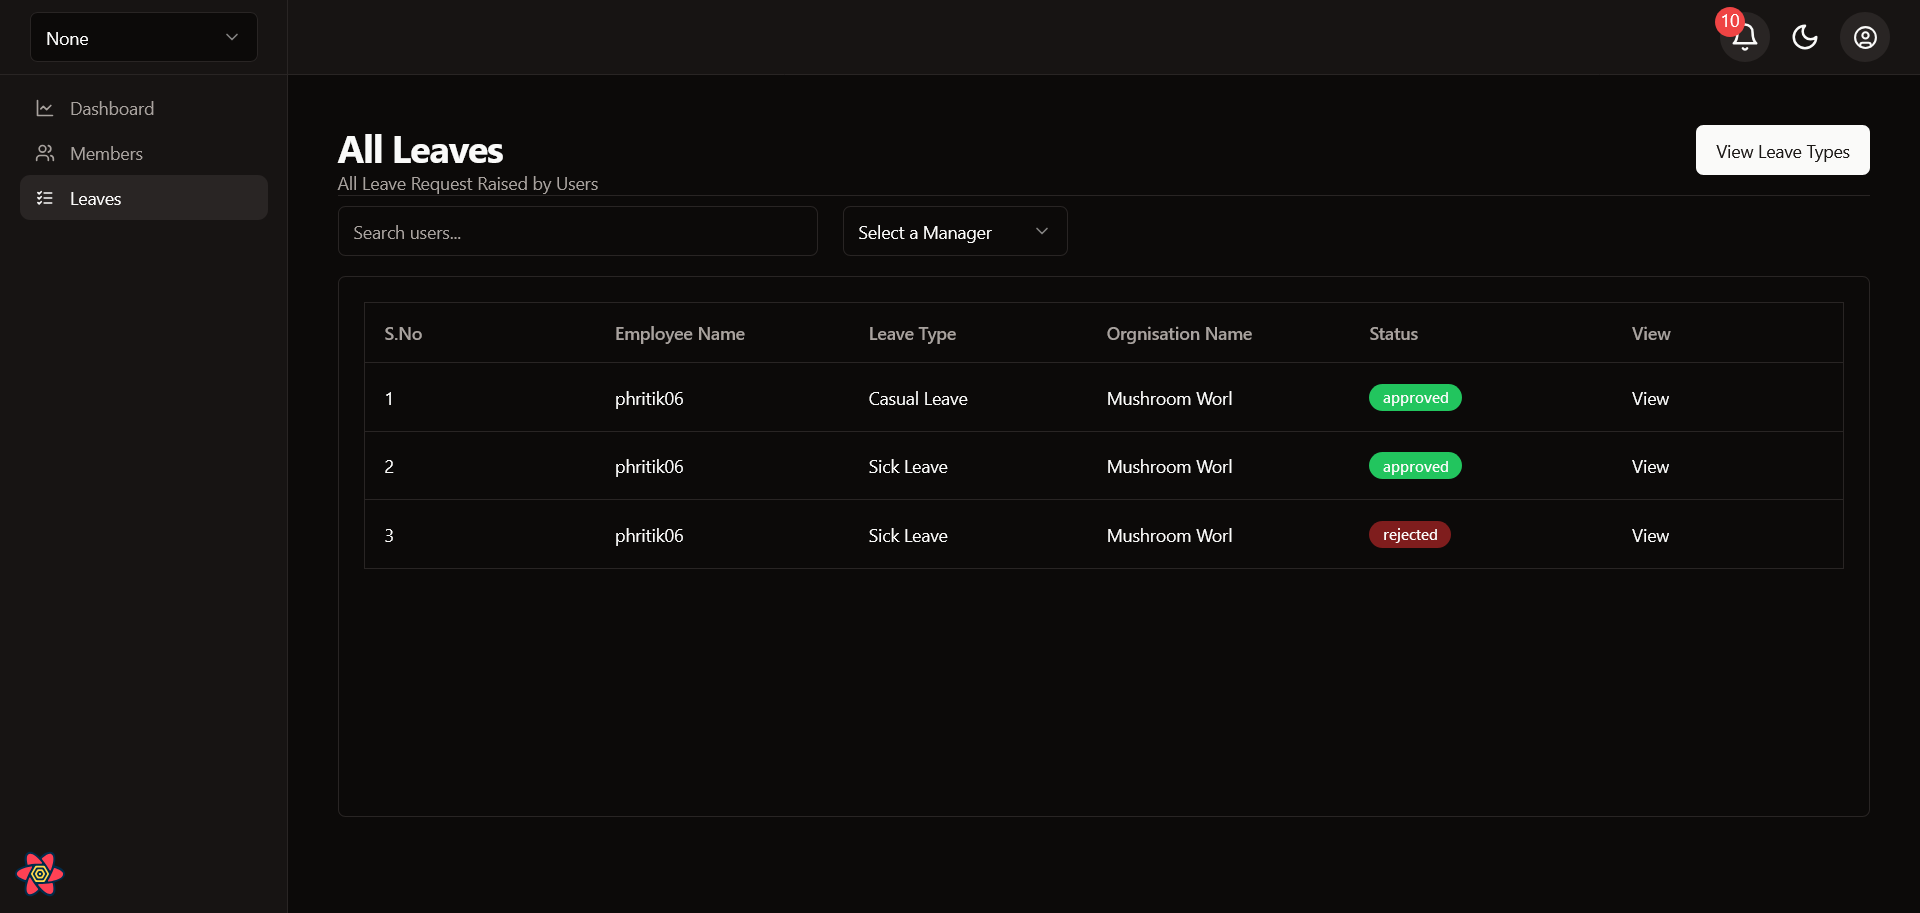 None
10
Dashboard
Members
Leaves
All Leaves
All Leave Request Raised by Users
View Leave Types
Search users...
Select a Manager
S.No Employee Name Leave Type Orgnisation Name Status View
1 phritik06 Casual Leave Mushroom Worl approved View
2 phritik06 Sick Leave Mushroom Worl approved View
3 phritik06 Sick Leave Mushroom Worl rejected View